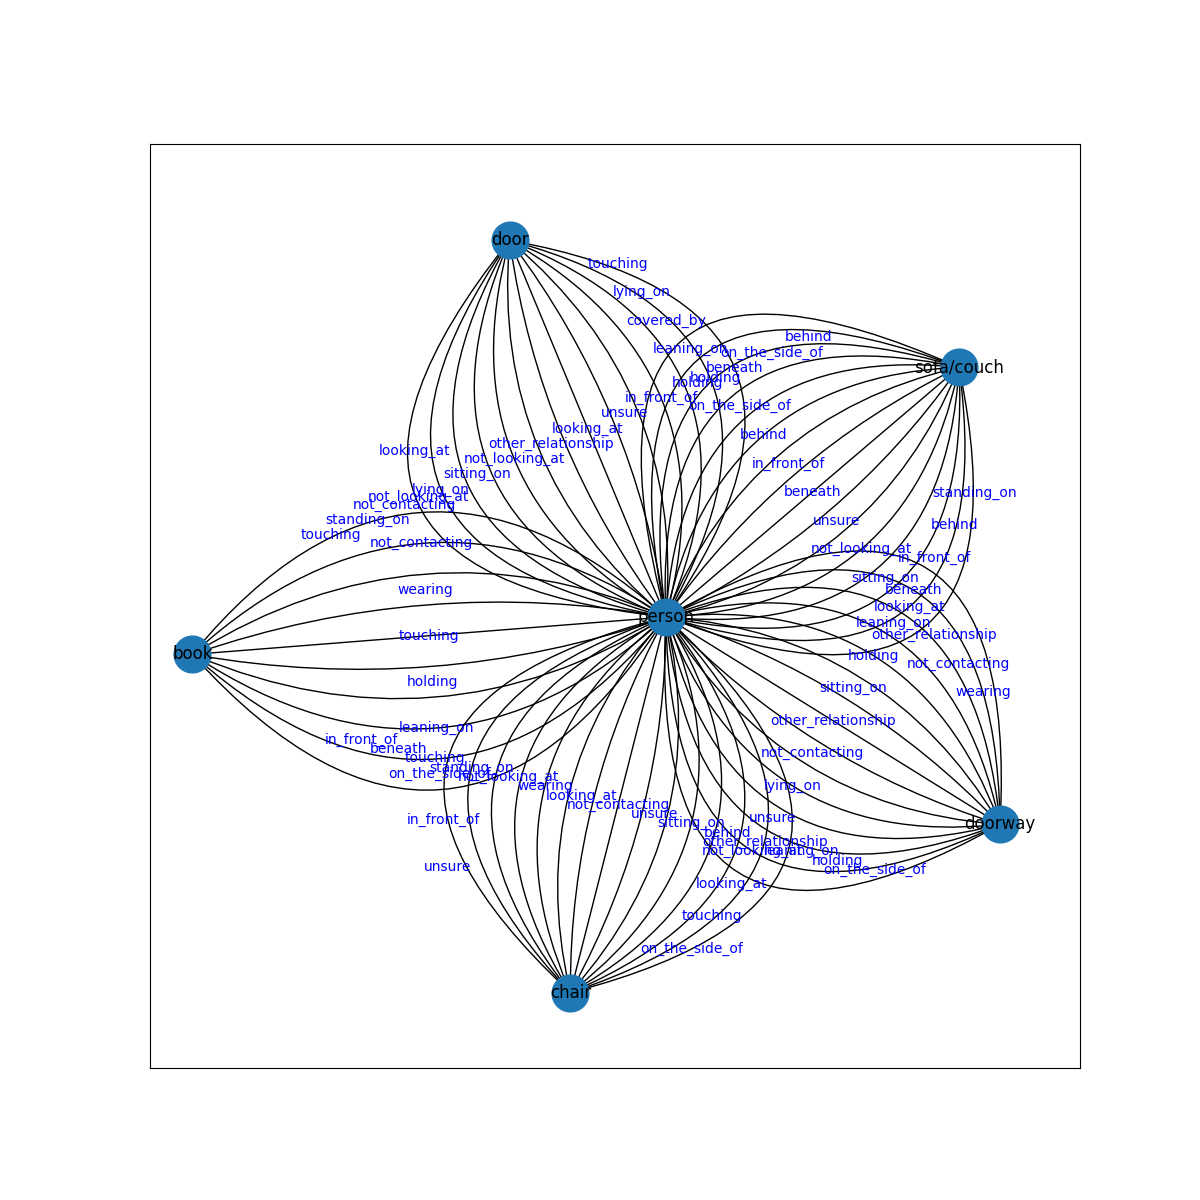 door
touching
lying_on
covered_by
behind
leaning_on
on_the_side_of
beneath
sofa/couch
holding
holding
in_front_of
on_the_side_of
unsure
looking_at
behind
other_relationship
looking_at
not_looking_at
in_front_of
sitting_on
lying_on
beneath
standing_on
not_looking_at
not_contacting
standing_on
unsure
behind
touching
not_contacting
not_looking_at
in_front_of
sitting_on
wearing
beneath
looking_at
person
leaning_on
touching
other_relationship
book
holding
not_contacting
holding
sitting_on
wearing
other_relationship
leaning_on
in_front_of
beneath
not_contacting
touching
standing_on
on_the_side_of
not_looking_at
wearing
lying_on
looking_at
not_contacting
unsure
in_front_of
unsure
sitting_on
doorway
behind
other_relationship
not_looking_at
leaning_on
holding
unsure
on_the_side_of
looking_at
touching
on_the_side_of
chair